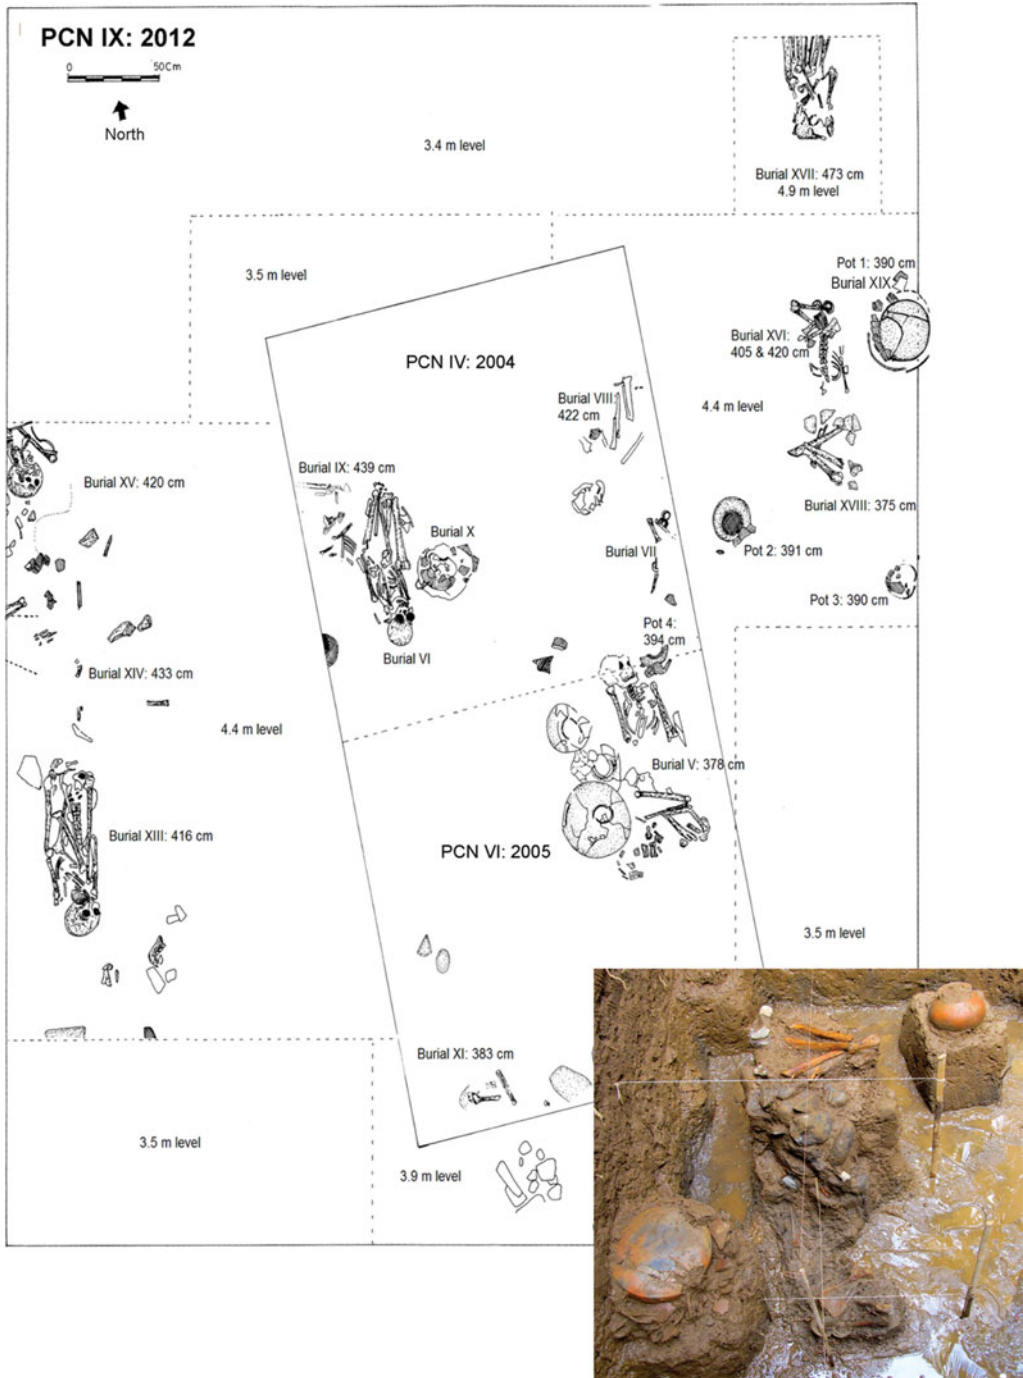 PCN IX: 2012
0 50Cm
North
3.4 m level
Burial XVII: 473 cm
4.9 m level
3.5 m level
Pot 1: 390 cm
Burial XIX
PCN IV: 2004
Burial XVI:
405 & 420 cm
Burial VIII:
422 cm
4.4 m level
Burial IX: 439 cm
Burial XV: 420 cm
Burial XVIII: 375 cm
Burial X
Burial VII
Pot 2: 391 cm
Pot 3: 390 cm
Pot 4:
394 cm
Burial VI
Burial XIV: 433 cm
4.4 m level
Burial V: 378 cm
Burial XIII: 416 cm
PCN VI: 2005
3.5 m level
Burial XI: 383 cm
3.5 m level
3.9 m level